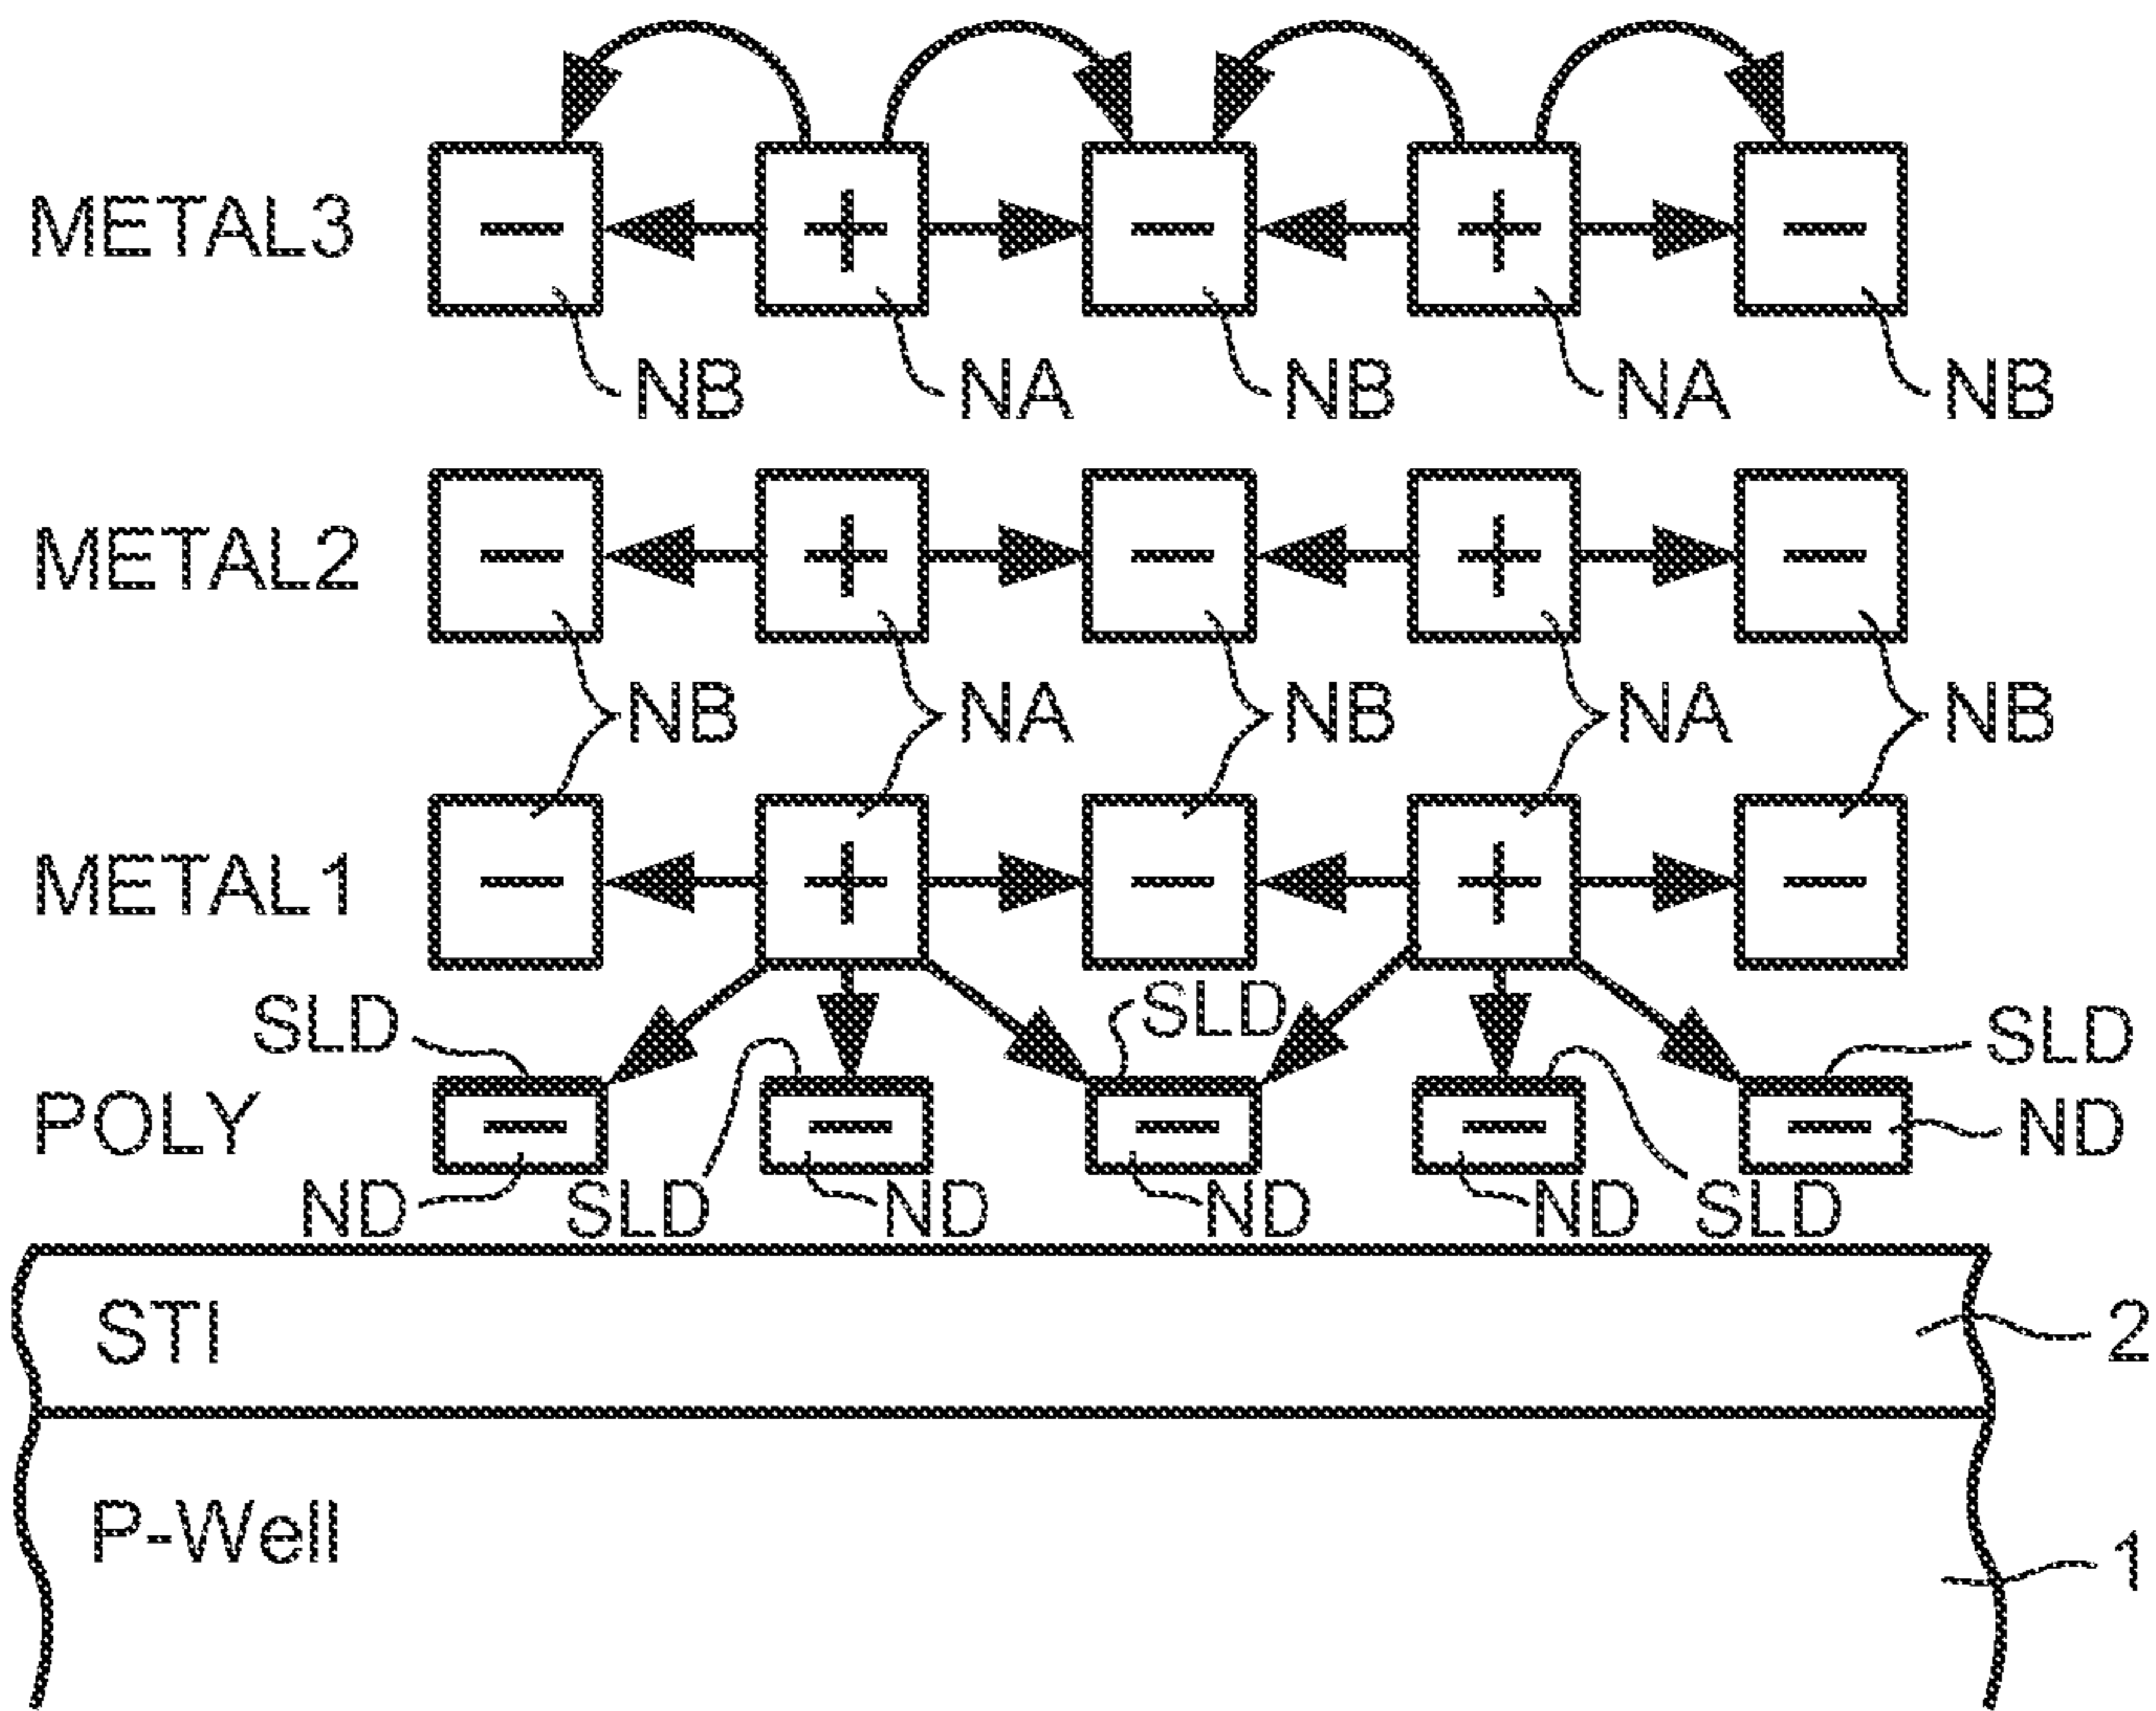 METAL3
− + − + −
NB NA NB NA NB
METAL2
− + − + −
NB NA NB NA NB
METAL1
− + − + −
SLD SLD SLD
POLY
− − − − −
ND
ND SLD ND ND ND SLD
STI
2
P-Well
1